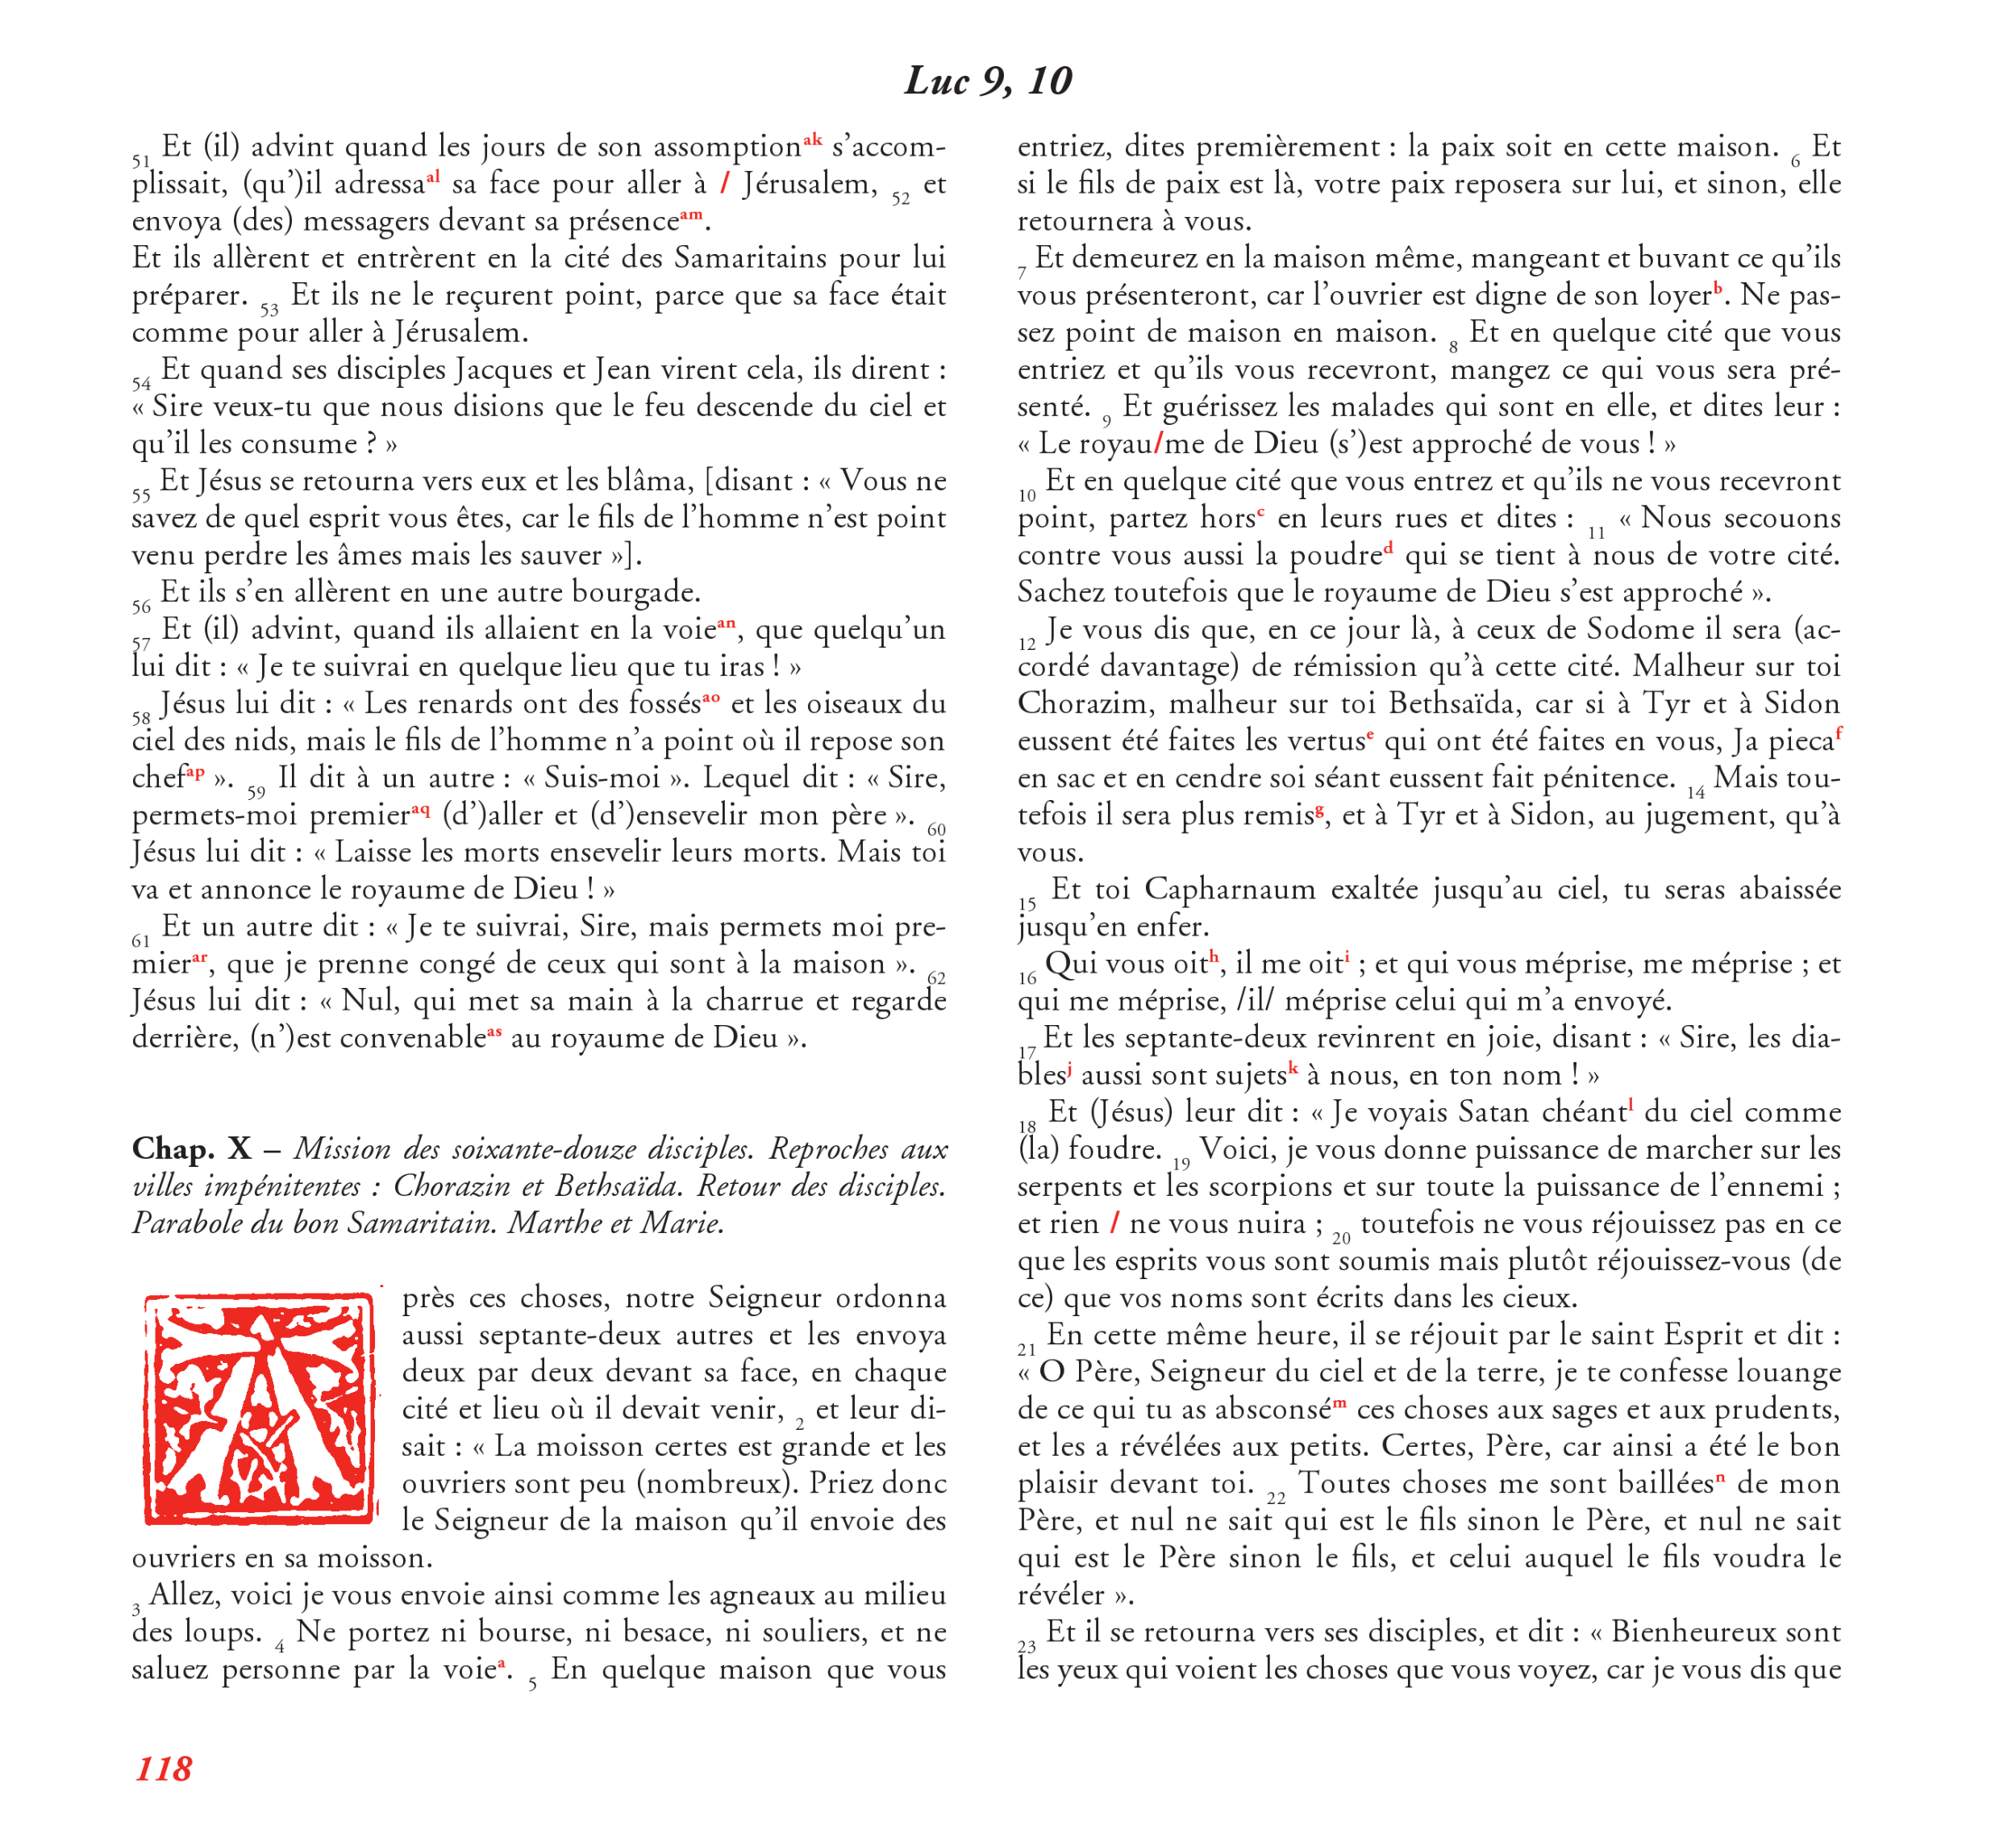 Luc 9, 10
51 Et (il) advint quand les jours de son assomptionak s’accom-
plissait, (qu’)il adressaal sa face pour aller à / Jérusalem, 52 et
envoya (des) messagers devant sa présenceam.
Et ils allèrent et entrèrent en la cité des Samaritains pour lui
préparer. 53 Et ils ne le reçurent point, parce que sa face était
comme pour aller à Jérusalem.
54 Et quand ses disciples Jacques et Jean virent cela, ils dirent :
« Sire veux-tu que nous disions que le feu descende du ciel et
qu’il les consume ? »
55 Et Jésus se retourna vers eux et les blâma, [disant : « Vous ne
savez de quel esprit vous êtes, car le fils de l’homme n’est point
venu perdre les âmes mais les sauver »].
56 Et ils s’en allèrent en une autre bourgade.
57 Et (il) advint, quand ils allaient en la voiean, que quelqu’un
lui dit : « Je te suivrai en quelque lieu que tu iras ! »
58 Jésus lui dit : « Les renards ont des fossésao et les oiseaux du
ciel des nids, mais le fils de l’homme n’a point où il repose son
chefap ». 59 Il dit à un autre : « Suis-moi ». Lequel dit : « Sire,
permets-moi premieraq (d’)aller et (d’)ensevelir mon père ». 60
Jésus lui dit : « Laisse les morts ensevelir leurs morts. Mais toi
va et annonce le royaume de Dieu ! »
61 Et un autre dit : « Je te suivrai, Sire, mais permets moi pre-
mierar, que je prenne congé de ceux qui sont à la maison ». 62
Jésus lui dit : « Nul, qui met sa main à la charrue et regarde
derrière, (n’)est convenableas au royaume de Dieu ».
Chap. X – Mission des soixante-douze disciples. Reproches aux
villes impénitentes : Chorazin et Bethsaïda. Retour des disciples.
Parabole du bon Samaritain. Marthe et Marie.
Après ces choses, notre Seigneur ordonna
aussi septante-deux autres et les envoya
deux par deux devant sa face, en chaque
cité et lieu où il devait venir, 2 et leur di-
sait : « La moisson certes est grande et les
ouvriers sont peu (nombreux). Priez donc
le Seigneur de la maison qu’il envoie des
ouvriers en sa moisson.
3 Allez, voici je vous envoie ainsi comme les agneaux au milieu
des loups. 4 Ne portez ni bourse, ni besace, ni souliers, et ne
saluez personne par la voiea. 5 En quelque maison que vous
entriez, dites premièrement : la paix soit en cette maison. 6 Et
si le fils de paix est là, votre paix reposera sur lui, et sinon, elle
retournera à vous.
7 Et demeurez en la maison même, mangeant et buvant ce qu’ils
vous présenteront, car l’ouvrier est digne de son loyerb. Ne pas-
sez point de maison en maison. 8 Et en quelque cité que vous
entriez et qu’ils vous recevront, mangez ce qui vous sera pré-
senté. 9 Et guérissez les malades qui sont en elle, et dites leur :
« Le royau/me de Dieu (s’)est approché de vous ! »
10 Et en quelque cité que vous entrez et qu’ils ne vous recevront
point, partez horsc en leurs rues et dites : 11 « Nous secouons
contre vous aussi la poudred qui se tient à nous de votre cité.
Sachez toutefois que le royaume de Dieu s’est approché ».
12 Je vous dis que, en ce jour là, à ceux de Sodome il sera (ac-
cordé davantage) de rémission qu’à cette cité. Malheur sur toi
Chorazim, malheur sur toi Bethsaïda, car si à Tyr et à Sidon
eussent été faites les vertuse qui ont été faites en vous, Ja piecaf
en sac et en cendre soi séant eussent fait pénitence. 14 Mais tou-
tefois il sera plus remisg, et à Tyr et à Sidon, au jugement, qu’à
vous.
15 Et toi Capharnaum exaltée jusqu’au ciel, tu seras abaissée
jusqu’en enfer.
16 Qui vous oith, il me oiti ; et qui vous méprise, me méprise ; et
qui me méprise, /il/ méprise celui qui m’a envoyé.
17 Et les septante-deux revinrent en joie, disant : « Sire, les dia-
blesj aussi sont sujetsk à nous, en ton nom ! »
18 Et (Jésus) leur dit : « Je voyais Satan chéantl du ciel comme
(la) foudre. 19 Voici, je vous donne puissance de marcher sur les
serpents et les scorpions et sur toute la puissance de l’ennemi ;
et rien / ne vous nuira ; 20 toutefois ne vous réjouissez pas en ce
que les esprits vous sont soumis mais plutôt réjouissez-vous (de
ce) que vos noms sont écrits dans les cieux.
21 En cette même heure, il se réjouit par le saint Esprit et dit :
« O Père, Seigneur du ciel et de la terre, je te confesse louange
de ce qui tu as absconsém ces choses aux sages et aux prudents,
et les a révélées aux petits. Certes, Père, car ainsi a été le bon
plaisir devant toi. 22 Toutes choses me sont bailléesn de mon
Père, et nul ne sait qui est le fils sinon le Père, et nul ne sait
qui est le Père sinon le fils, et celui auquel le fils voudra le
révéler ».
23 Et il se retourna vers ses disciples, et dit : « Bienheureux sont
les yeux qui voient les choses que vous voyez, car je vous dis que
118